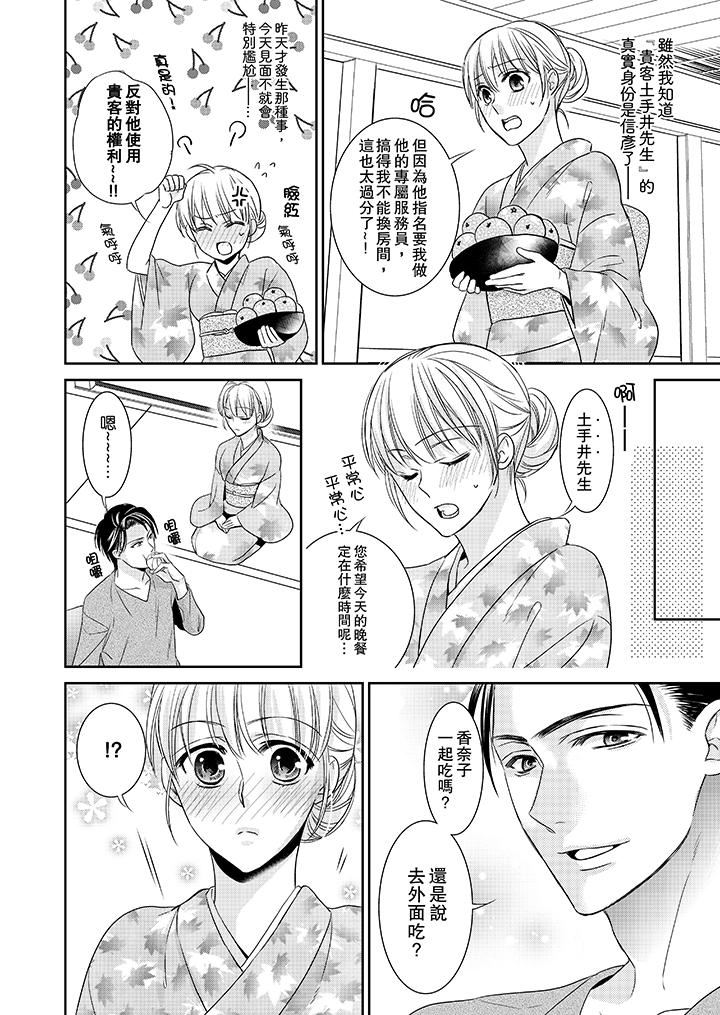 雖然我知道
『貴客土手井先生』的
真實身份是信彥了──
哈
但因為他指名要我做
他的專屬服務員，
搞得我不能換房間，
這也太過分了~！
昨天才發生那種事，
今天見面不就會
特別尷尬──…
真是的！
反對他使用
貴客的權利~!!
臉紅
氣呼呼
氣呼呼
啊──
・・・
土手井先生
平常心
平常心…
您希望今天的晚餐
定在什麼時間呢…
嗯~~~…
咀嚼
咀嚼
香奈子
一起吃嗎？
還是說
去外面吃？
!?